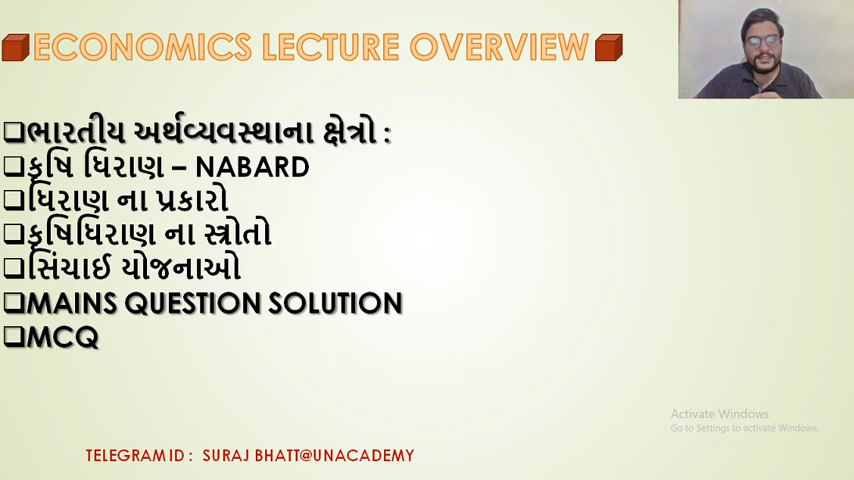 ECONOMICS LECTURE OVERVIEW
ભારતીય અર્થવ્યવસ્થાના ક્ષેત્રો :
કૃષિ ધિરાણ – NABARD
ધિરાણ ના પ્રકારો
કૃષિધિરાણ ના સ્ત્રોતો
સિંચાઈ યોજનાઓ
MAINS QUESTION SOLUTION
MCQ
Activate Windows
Go to Settings to activate Windows.
TELEGRAM ID : SURAJ BHATT@UNACADEMY